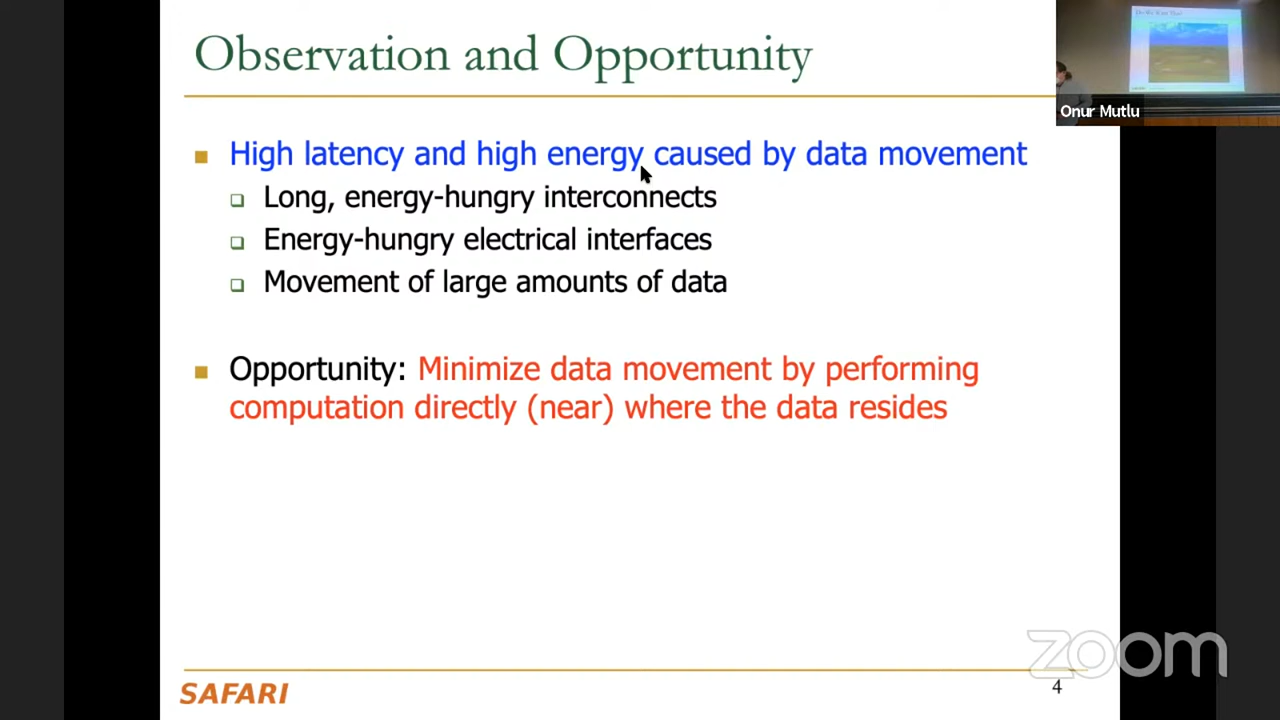 Observation and Opportunity
Onur Mutlu
High latency and high energy caused by data movement
Long, energy-hungry interconnects
Energy-hungry electrical interfaces
Movement of large amounts of data
Opportunity: Minimize data movement by performing
computation directly (near) where the data resides
zoom
SAFARI
4